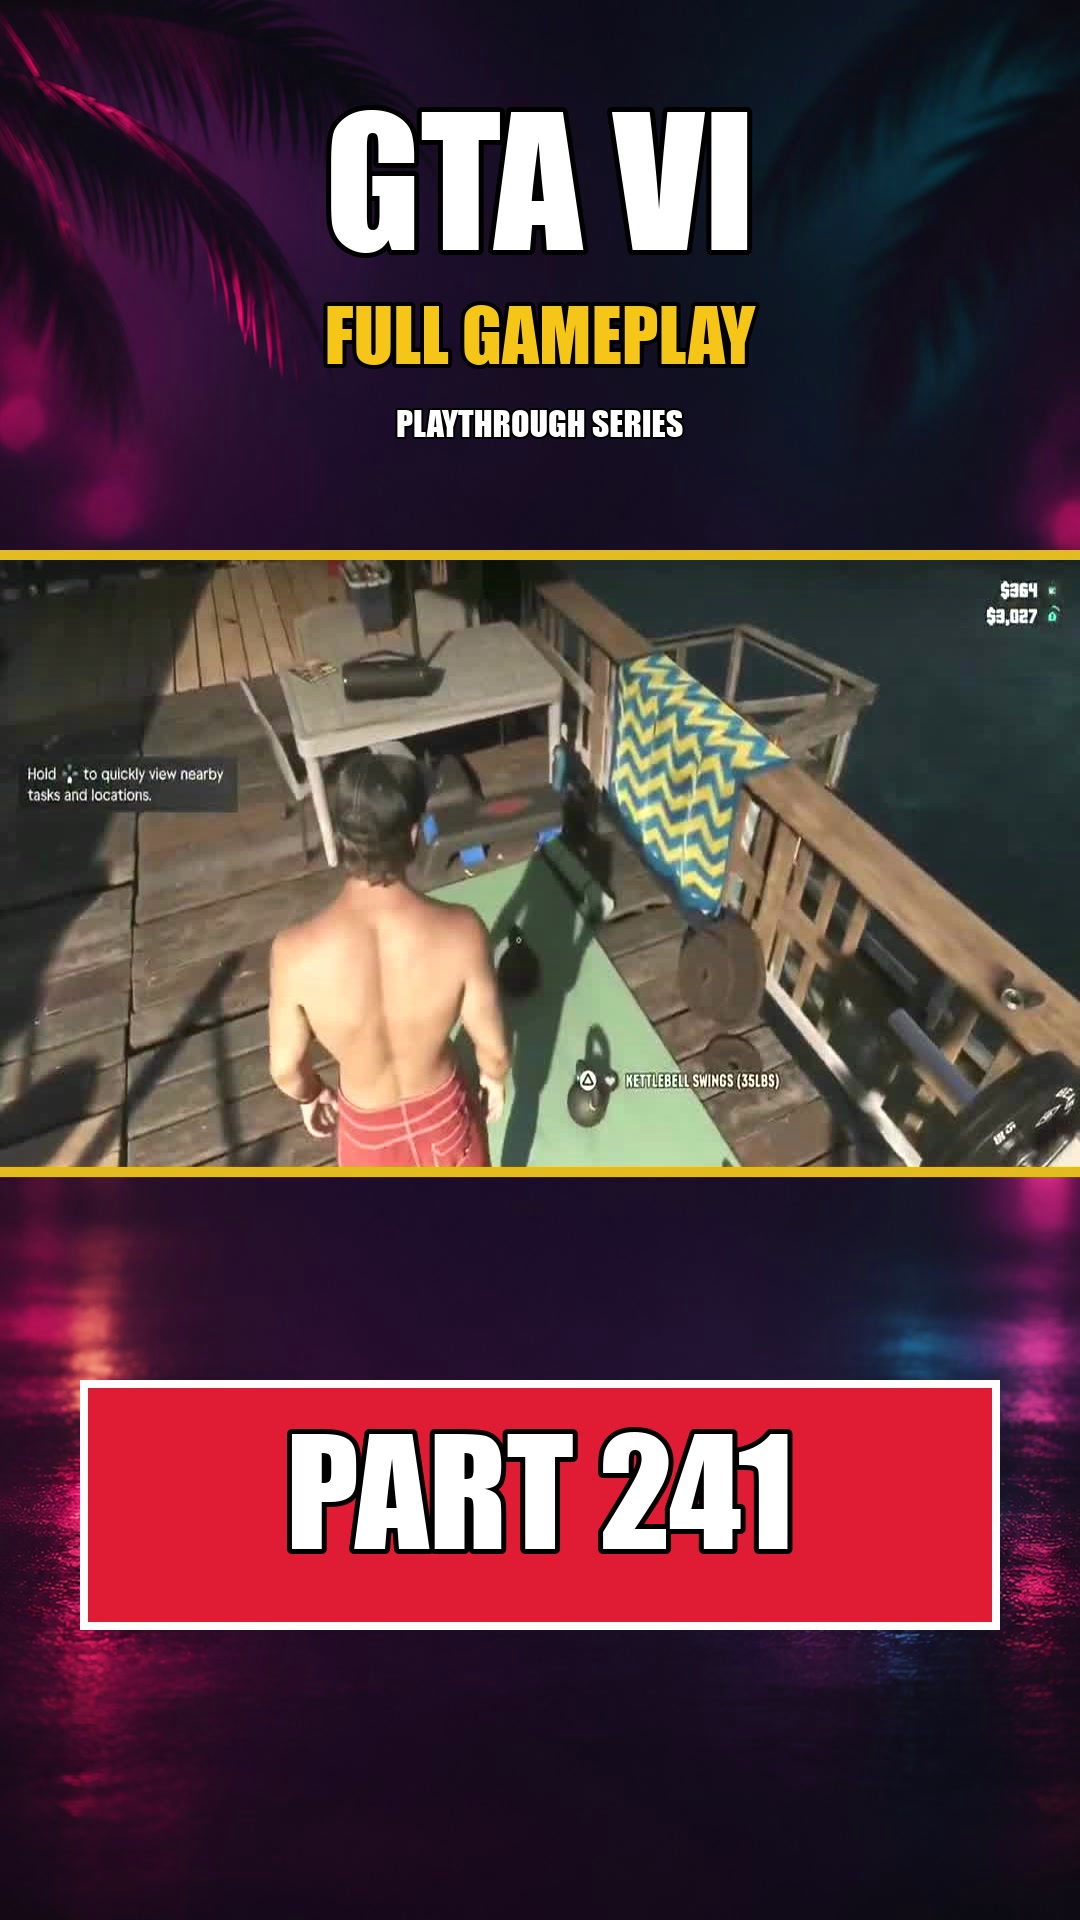 GTA VI
FULL GAMEPLAY
PLAYTHROUGH SERIES
$364
$3,027
Hold to quickly view nearby
tasks and locations.
KETTLEBELL SWINGS (35LBS)
PART 241